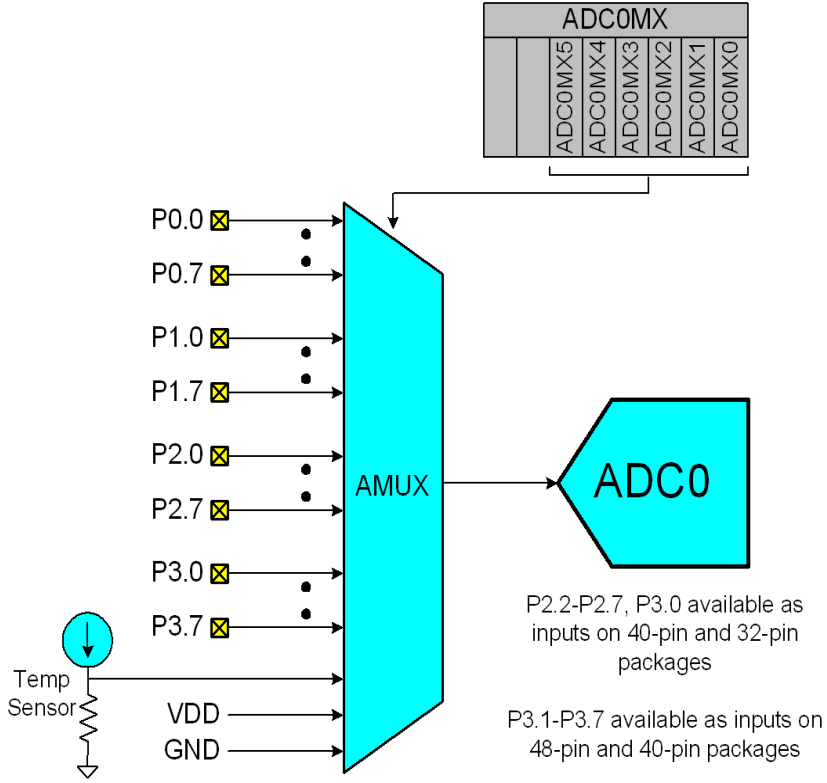 ADC0MX
ADC0MX5
ADC0MX4
ADC0MX3
ADC0MX2
ADC0MX1
ADC0MX0
P0.0
P0.7
P1.0
P1.7
P2.0
P2.7
P3.0
P3.7
AMUX
ADC0
Temp
Sensor
VDD
GND
P2.2-P2.7, P3.0 available as
inputs on 40-pin and 32-pin
packages
P3.1-P3.7 available as inputs on
48-pin and 40-pin packages